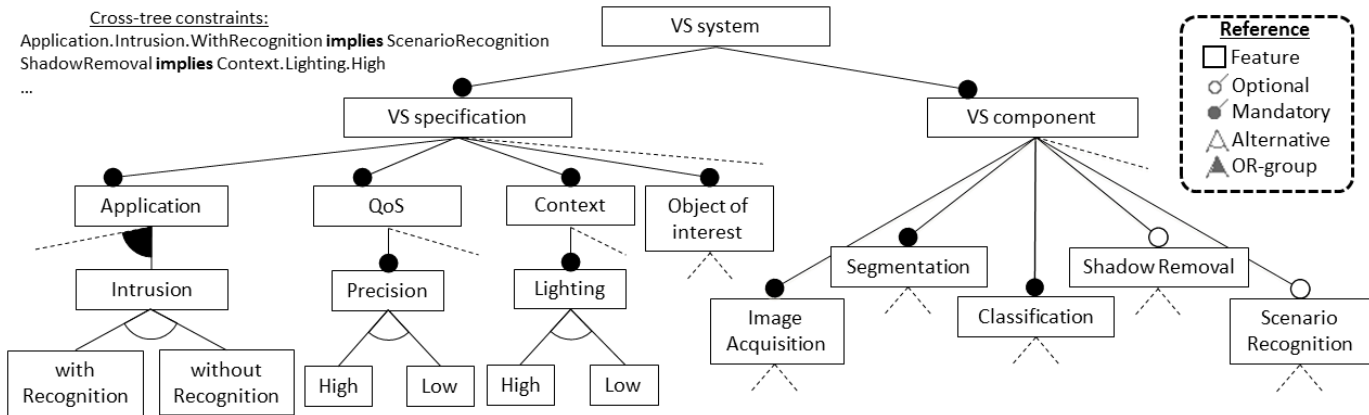 Cross-tree constraints:
Application.Intrusion.WithRecognition implies ScenarioRecognition
ShadowRemoval implies Context.Lighting.High
...
VS system
Reference
Feature
Optional
Mandatory
Alternative
OR-group
VS specification
VS component
Application
QoS
Context
Object of
interest
Segmentation
Shadow Removal
Intrusion
Precision
Lighting
Image
Acquisition
Classification
Scenario
Recognition
with
Recognition
without
Recognition
High
Low
High
Low